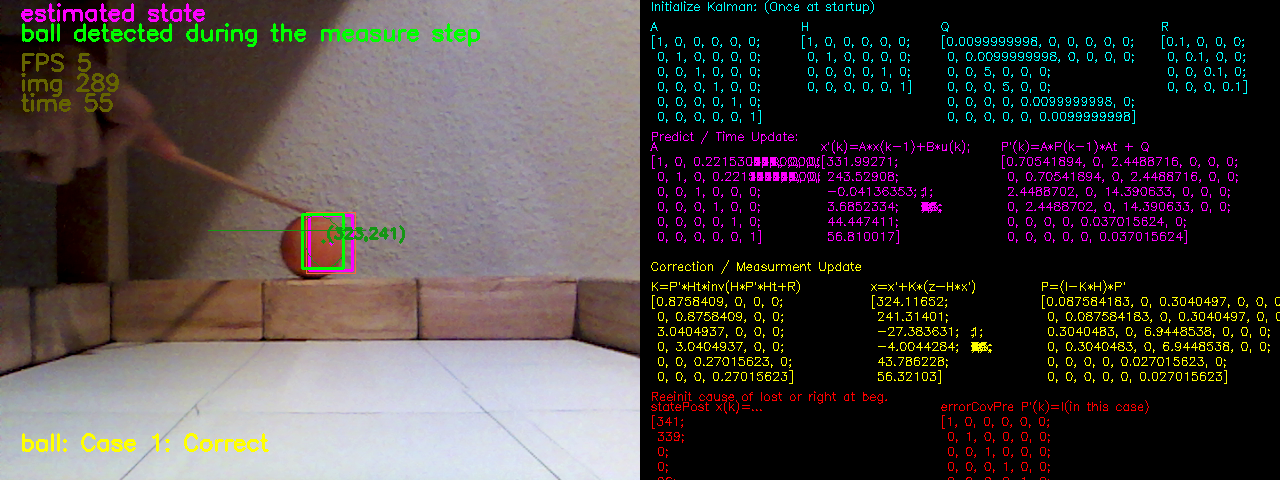 estimated state
ball detected during the measure step
FPS 5
img 289
time 55
(323,241)
ball: Case 1: Correct
Initialize Kalman: (Once at startup)
A H Q R
[1, 0, 0, 0, 0, 0; [1, 0, 0, 0, 0, 0; [0.0099999998, 0, 0, 0, 0, 0; [0.1, 0, 0, 0;
0, 1, 0, 0, 0, 0; 0, 1, 0, 0, 0, 0; 0, 0.0099999998, 0, 0, 0, 0; 0, 0.1, 0, 0;
0, 0, 1, 0, 0, 0; 0, 0, 0, 0, 1, 0; 0, 0, 5, 0, 0, 0; 0, 0, 0.1, 0;
0, 0, 0, 1, 0, 0; 0, 0, 0, 0, 0, 1] 0, 0, 0, 5, 0, 0; 0, 0, 0, 0.1]
0, 0, 0, 0, 1, 0; 0, 0, 0, 0, 0.0099999998, 0;
0, 0, 0, 0, 0, 1] 0, 0, 0, 0, 0, 0.0099999998]
Predict / Time Update:
A x'(k)=A*x(k-1)+B*u(k); P'(k)=A*P(k-1)*At + Q
[1, 0, [331.99271; [0.70541894, 0, 2.4488716, 0, 0, 0;
0, 1, 0, 243.52908; 0, 0.70541894, 0, 2.4488716, 0, 0;
0, 0, 1, 0, 0, 0; -0.04136353; 2.4488702, 0, 14.390633, 0, 0, 0;
0, 0, 0, 1, 0, 0; 3.6852334; 0, 2.4488702, 0, 14.390633, 0, 0;
0, 0, 0, 0, 1, 0; 44.447411; 0, 0, 0, 0, 0.037015624, 0;
0, 0, 0, 0, 0, 1] 56.810017] 0, 0, 0, 0, 0, 0.037015624]
Correction / Measurment Update
K=P'*Ht*inv(H*P'*Ht+R) x=x'+K*(z-H*x') P=(I-K*H)*P'
[0.8758409, 0, 0, 0; [324.11652; [0.087584183, 0, 0.3040497, 0, 0, 0
0, 0.8758409, 0, 0; 241.31401; 0, 0.087584183, 0, 0.3040497, 0, 0
3.0404937, 0, 0, 0; -27.383631; 0.3040483, 0, 6.9448538, 0, 0, 0;
0, 3.0404937, 0, 0; -4.0044284; 0, 0.3040483, 0, 6.9448538, 0, 0;
0, 0, 0.27015623, 0; 43.786228; 0, 0, 0, 0, 0.027015623, 0;
0, 0, 0, 0.27015623] 56.32103] 0, 0, 0, 0, 0, 0.027015623]
Reeinit cause of lost or right at beg.
statePost x(k)=... errorCovPre P'(k)=I(in this case)
[341; [1, 0, 0, 0, 0, 0;
339; 0, 1, 0, 0, 0, 0;
0; 0, 0, 1, 0, 0, 0;
0; 0, 0, 0, 1, 0, 0;